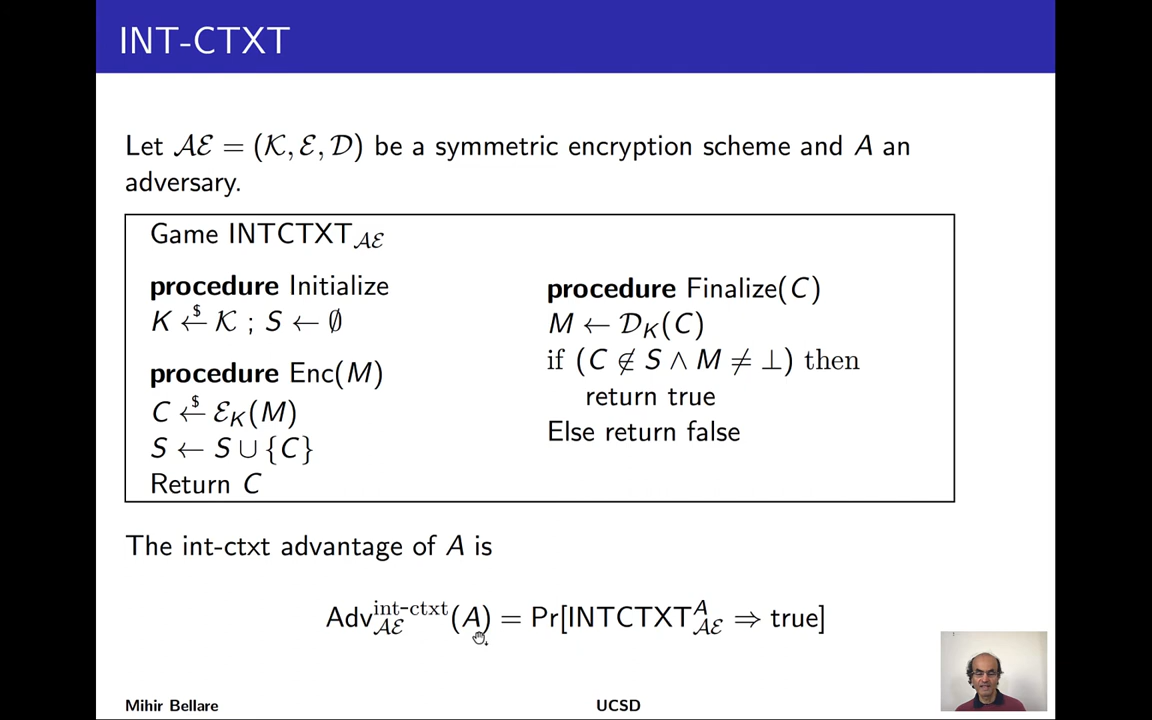 INT-CTXT
Let 𝒜ℰ = (𝒦, ℰ, 𝒟) be a symmetric encryption scheme and A an
adversary.
Game INTCTXT_𝒜ℰ
procedure Initialize
K ←$ 𝒦 ; S ← ∅
procedure Enc(M)
C ←$ ℰ_K(M)
S ← S ∪ {C}
Return C
procedure Finalize(C)
M ← 𝒟_K(C)
if (C ∉ S ∧ M ≠ ⊥) then
return true
Else return false
The int-ctxt advantage of A is
Adv^{int-ctxt}_𝒜ℰ(A) = Pr[INTCTXT^A_𝒜ℰ ⇒ true]
Mihir Bellare UCSD